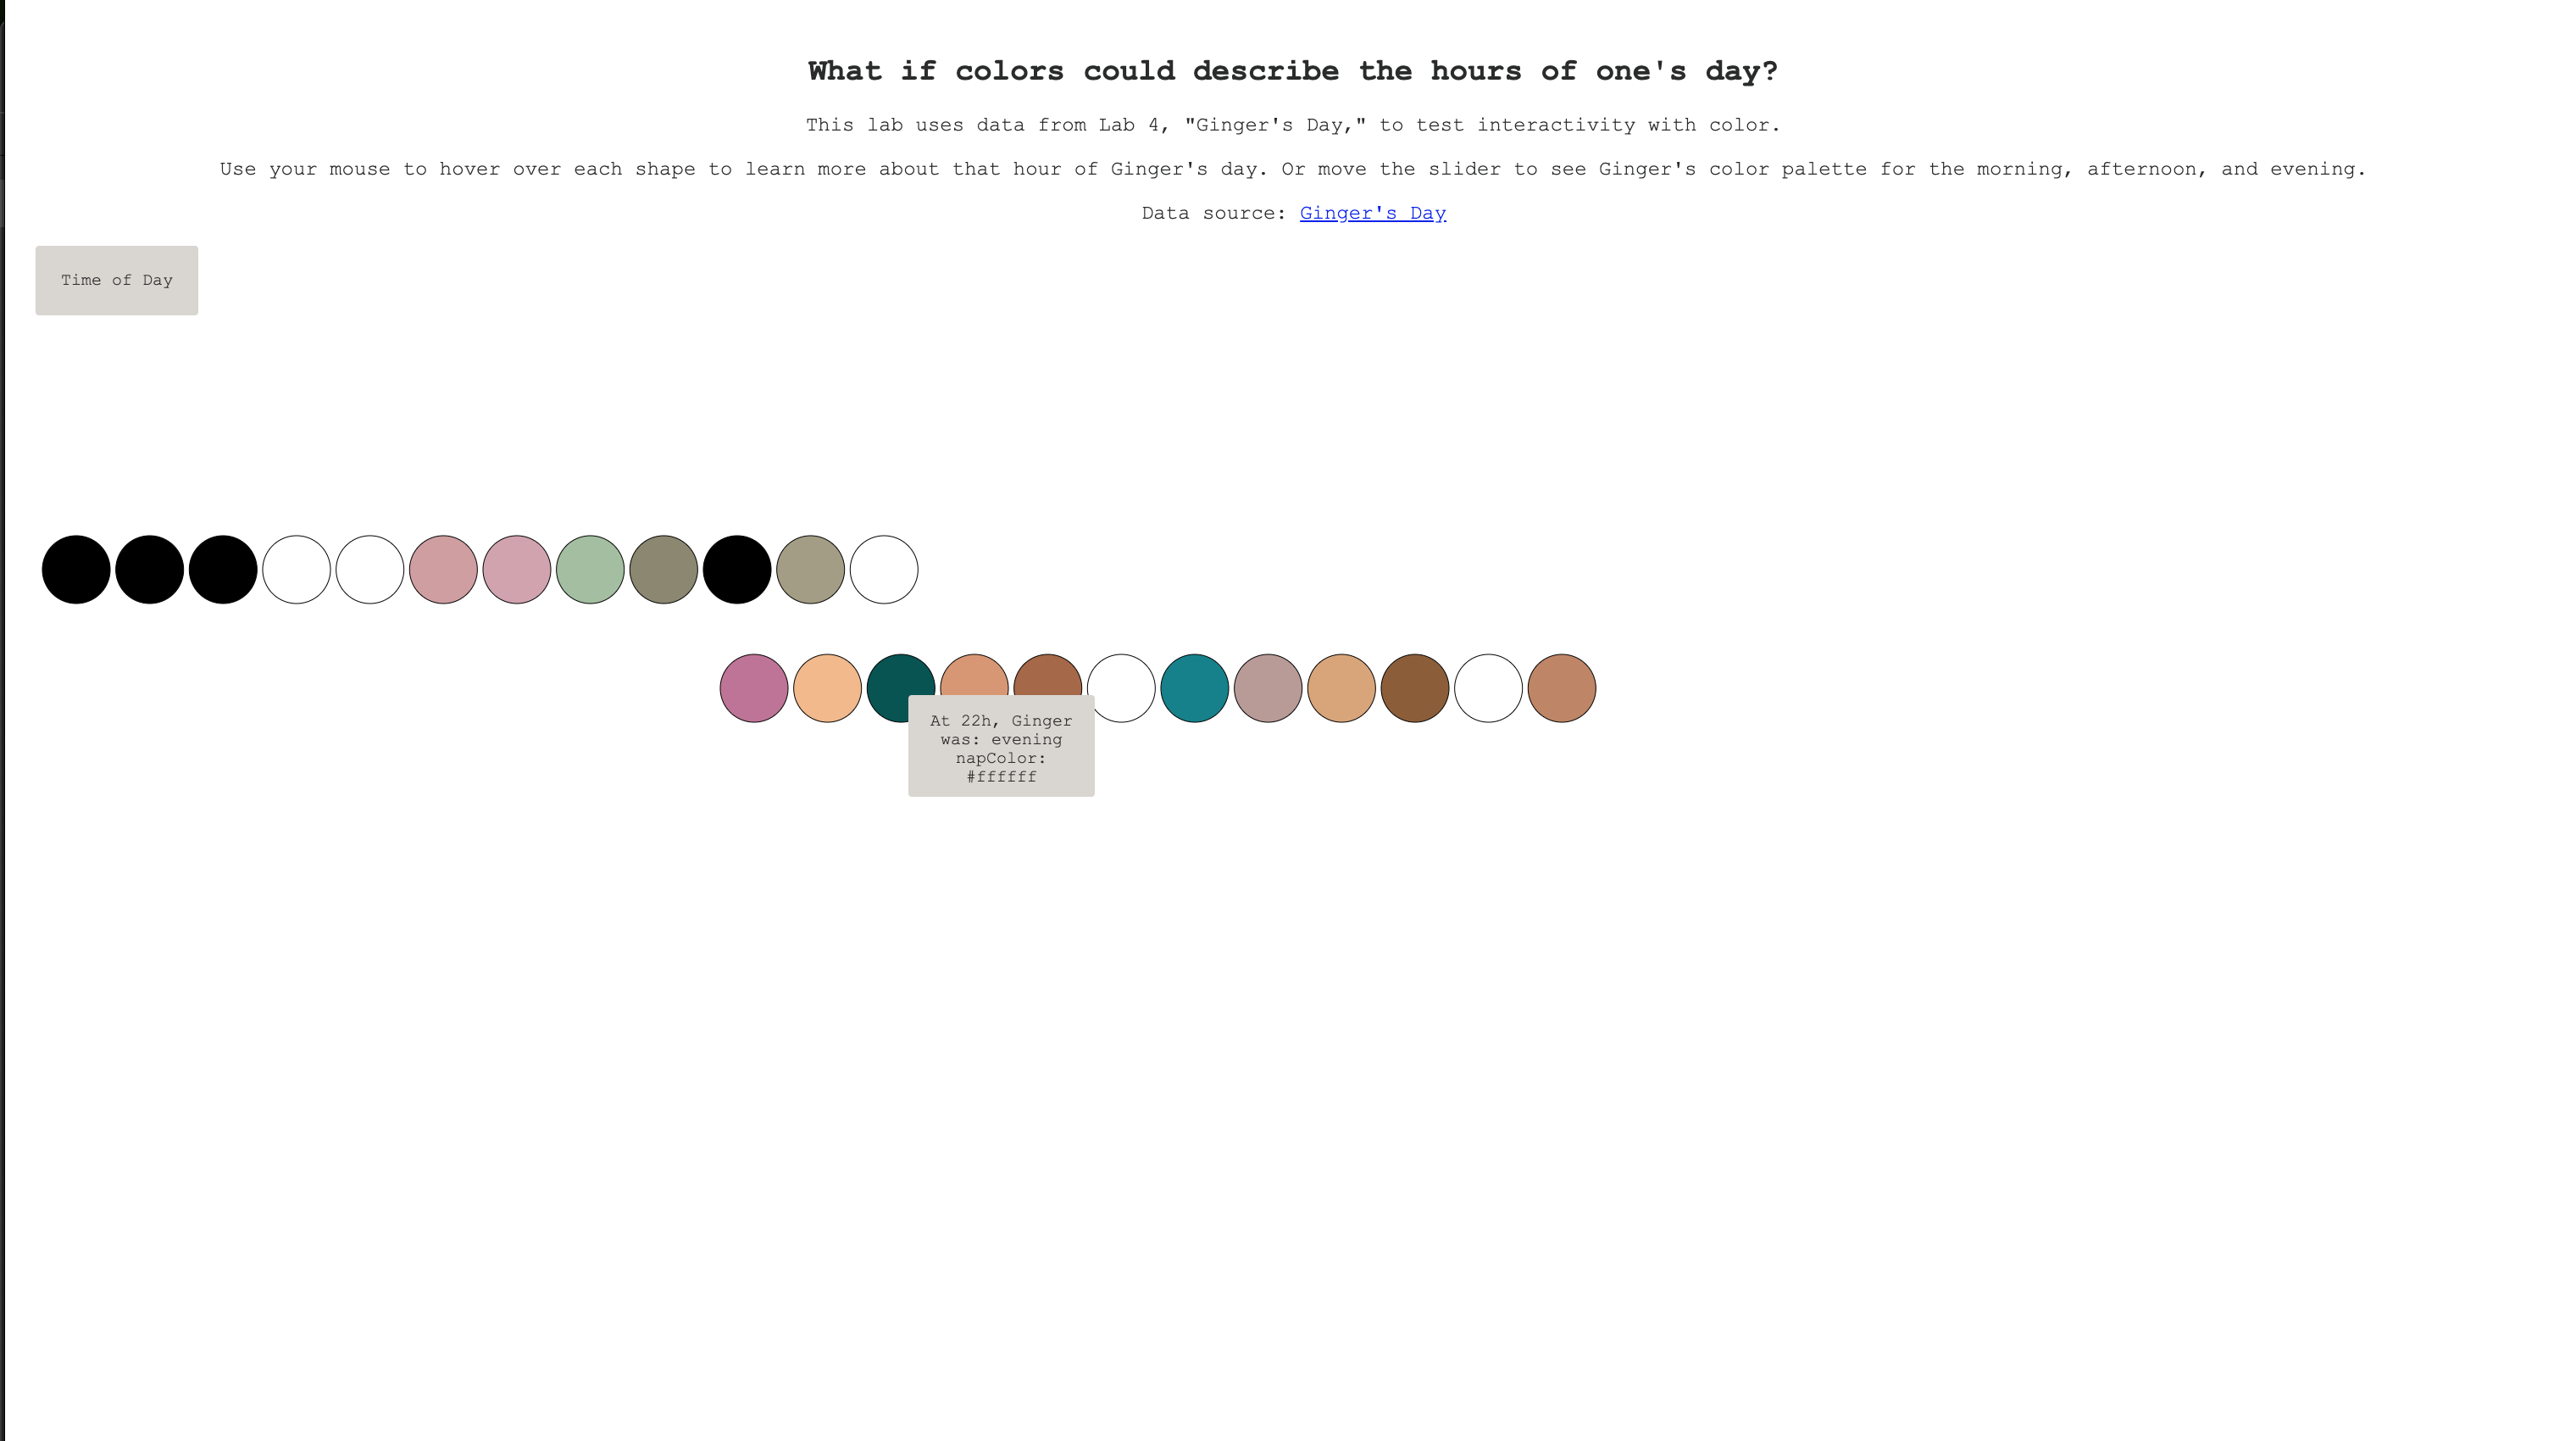 What if colors could describe the hours of one's day?
This lab uses data from Lab 4, "Ginger's Day," to test interactivity with color.
Use your mouse to hover over each shape to learn more about that hour of Ginger's day. Or move the slider to see Ginger's color palette for the morning, afternoon, and evening.
Data source: Ginger's Day
Time of Day
At 22h, Ginger
was: evening
napColor:
#ffffff